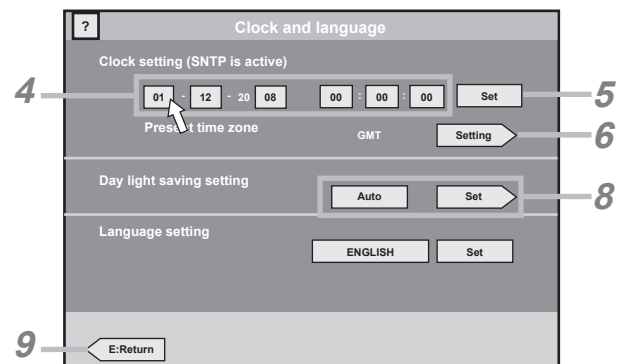 ? Clock and language
Clock setting (SNTP is active)
4 01 - 12 - 20 08 00 : 00 : 00 Set 5
Present time zone GMT Setting 6
Day light saving setting
Auto Set 8
Language setting
ENGLISH Set
9 E:Return